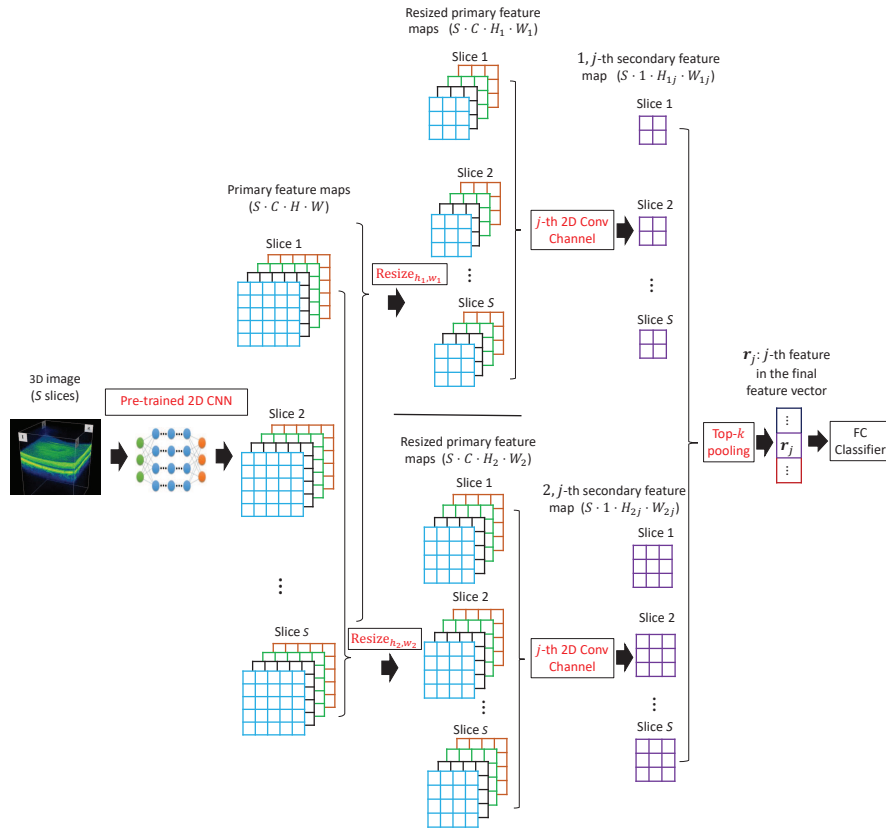 Resized primary feature
maps (S · C · H₁ · W₁)
Slice 1
Slice 2
⋮
Slice S
1, j-th secondary feature
map (S · 1 · H₁ⱼ · W₁ⱼ)
Slice 1
Slice 2
⋮
Slice S
Primary feature maps
(S · C · H · W)
Slice 1
Slice 2
⋮
Slice S
Resize_{h₁,w₁}
j-th 2D Conv
Channel
3D image
(S slices)
Pre-trained 2D CNN
Resized primary feature
maps (S · C · H₂ · W₂)
Slice 1
Slice 2
⋮
Slice S
Resize_{h₂,w₂}
j-th 2D Conv
Channel
2, j-th secondary feature
map (S · 1 · H₂ⱼ · W₂ⱼ)
Slice 1
Slice 2
⋮
Slice S
Top-k
pooling
rⱼ: j-th feature
in the final
feature vector
⋮
rⱼ
⋮
FC
Classifier